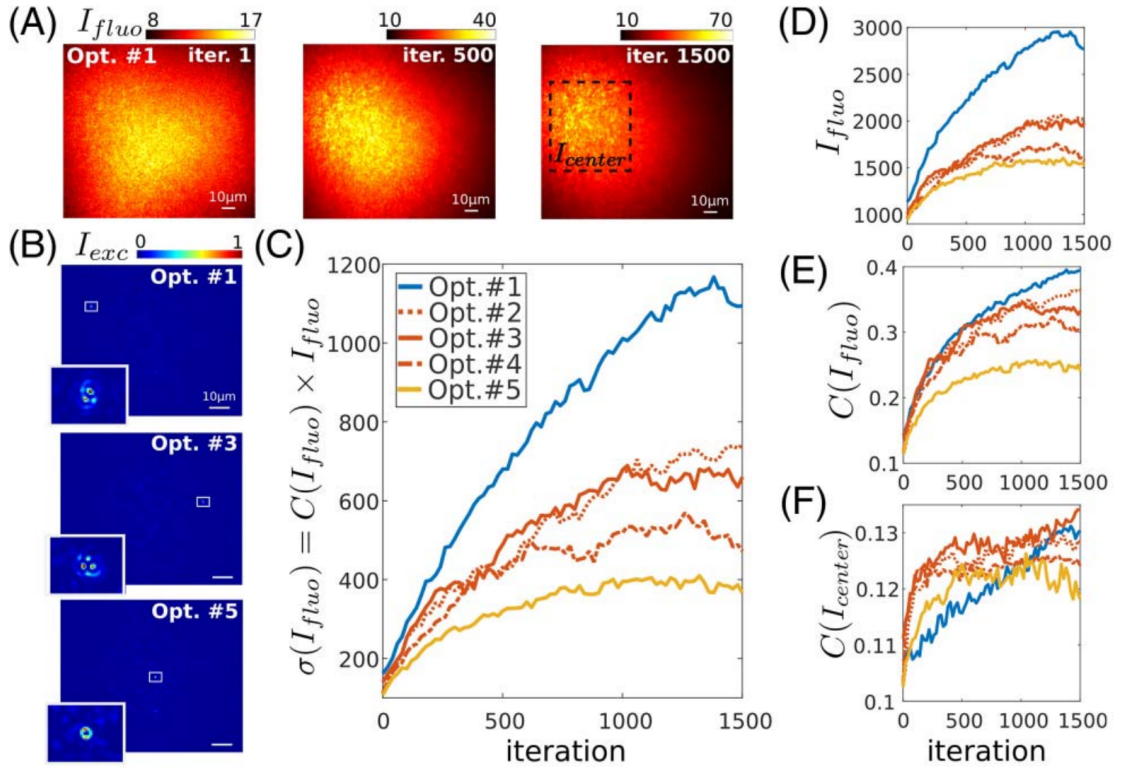 (A)
I_fluo
8 17
10 40
10 70
Opt. #1
iter. 1
iter. 500
iter. 1500
I_center
10μm
10μm
10μm
(B)
I_exc
0 1
Opt. #1
10μm
Opt. #3
Opt. #5
(C)
σ(I_fluo) = C(I_fluo) × I_fluo
1200
1000
800
600
400
200
0 500 1000 1500
iteration
Opt.#1
Opt.#2
Opt.#3
Opt.#4
Opt.#5
(D)
I_fluo
3000
2500
2000
1500
1000
0 500 1000 1500
(E)
C(I_fluo)
0.4
0.3
0.2
0.1
0 500 1000 1500
(F)
C(I_center)
0.13
0.12
0.11
0.1
0 500 1000 1500
iteration